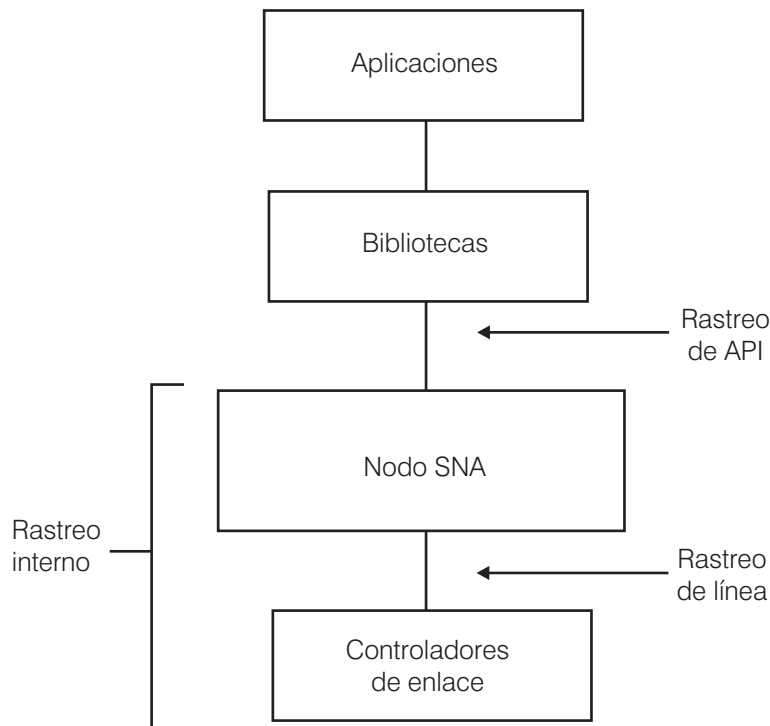 Aplicaciones
Bibliotecas
Rastreo
de API
Nodo SNA
Rastreo
interno
Rastreo
de línea
Controladores
de enlace